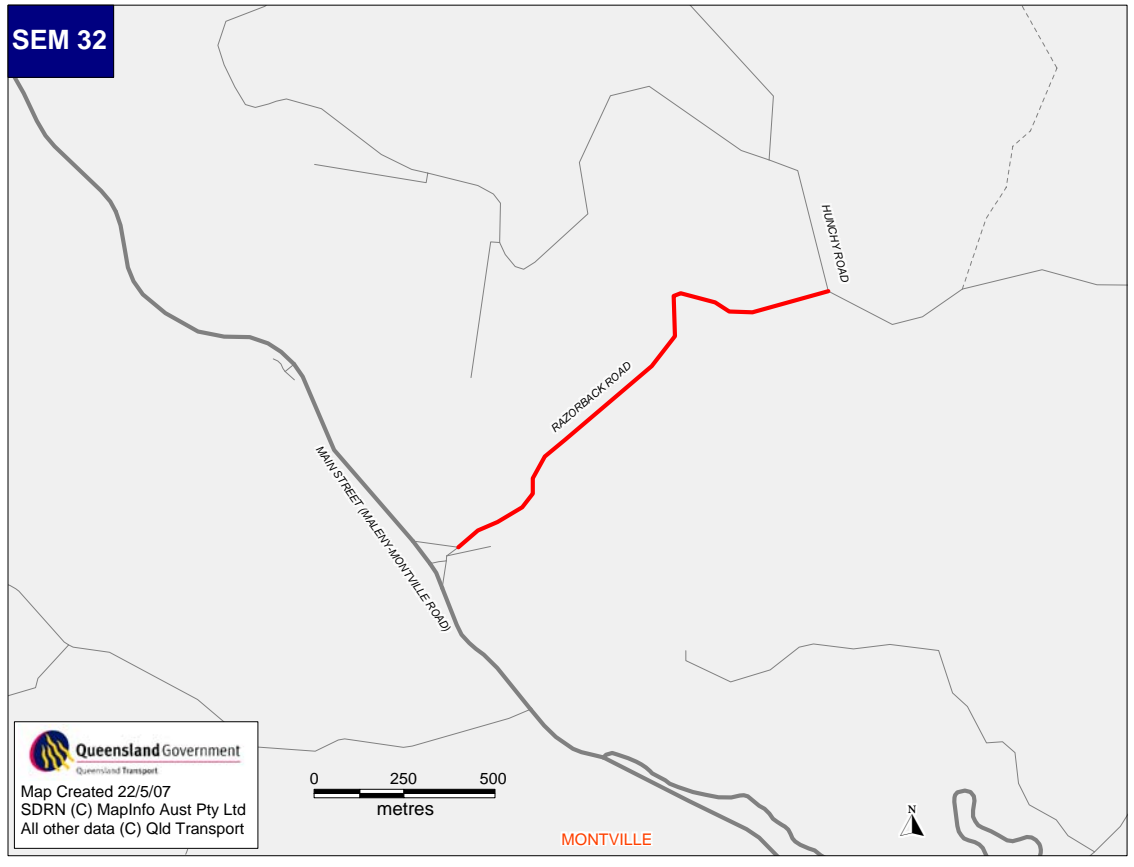 SEM 32
HUNCHY ROAD
RAZORBACK ROAD
MAIN STREET (MALENY-MONTVILLE ROAD)
Queensland Government
Queensland Transport
Map Created 22/5/07
SDRN (C) MapInfo Aust Pty Ltd
All other data (C) Qld Transport
0 250 500
metres
N
MONTVILLE